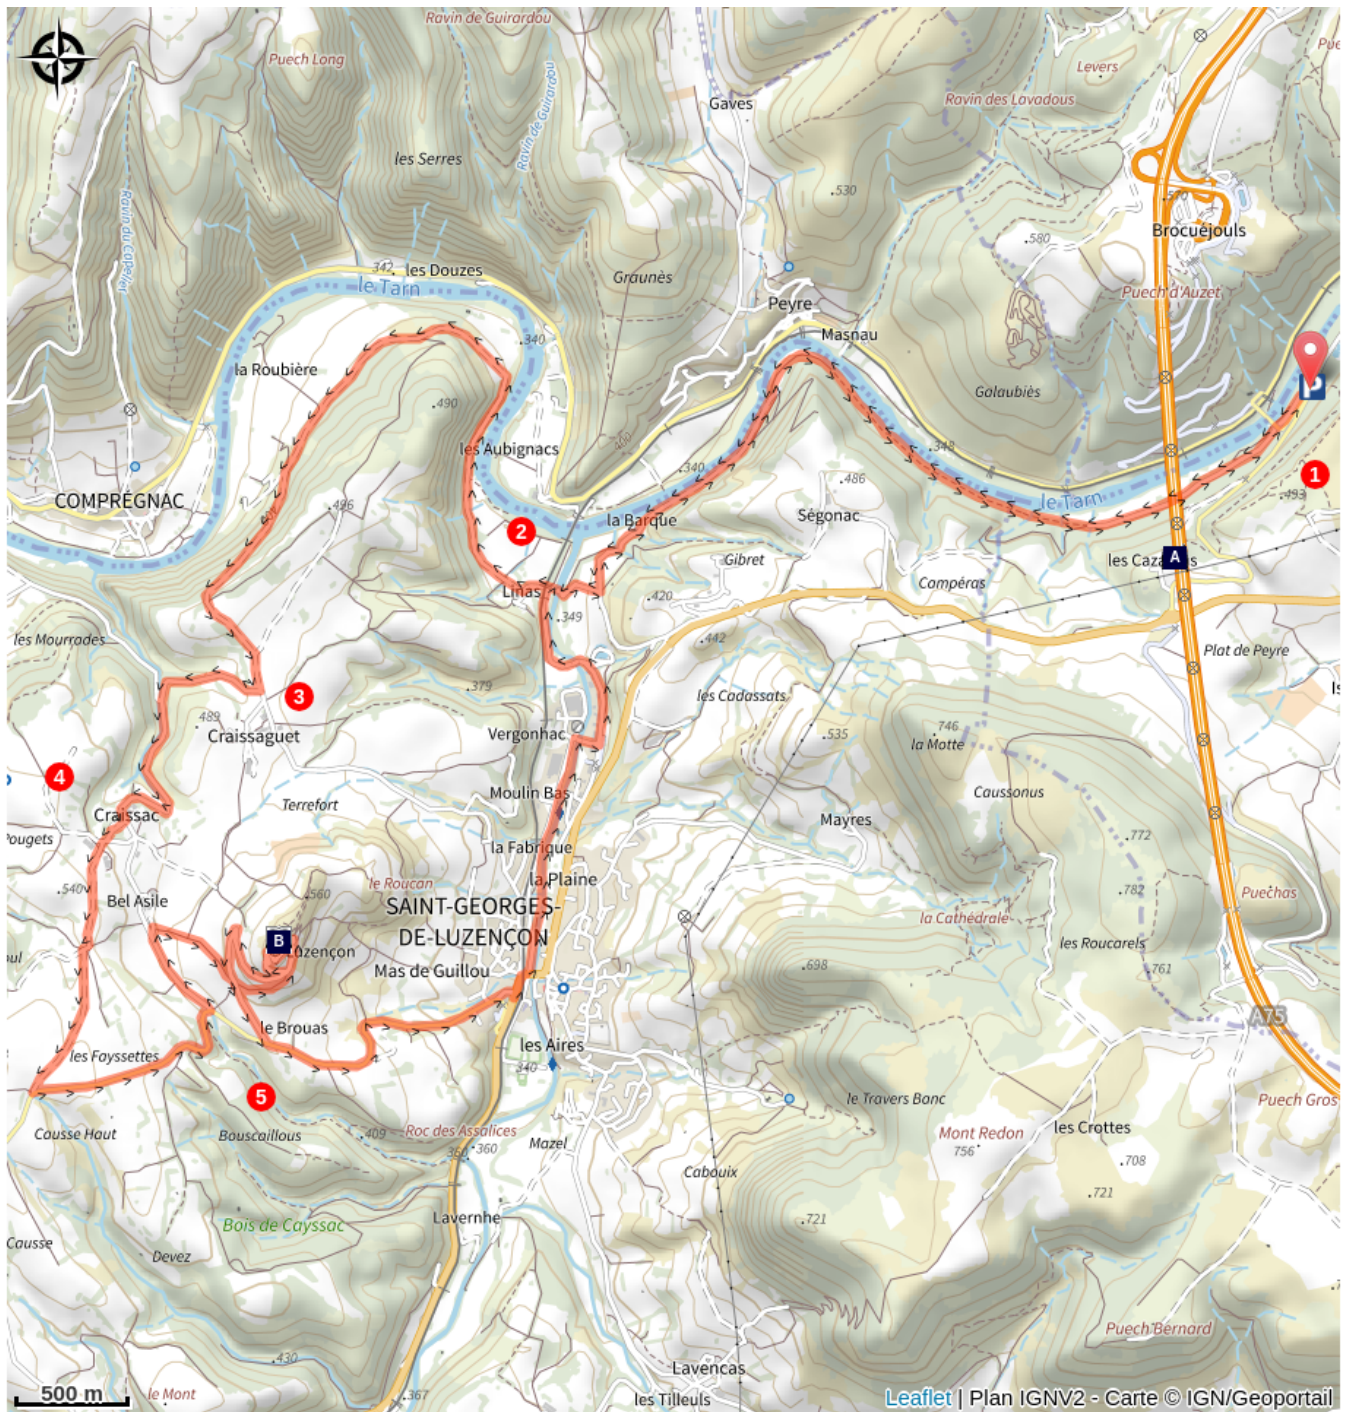 Ravin de Guirardou
Puech Long
Ravin de Guirardou
Levers
Gaves
Ravin des Lavadous
les Serres
.530
.570
Ravin du Capelier
Brocuéjouls
.580
342
les Douzes
le Tarn
Graunès
Puech d'Auzet
Peyre
Masnau
.340
la Roubière
P
Galaubiès
.490
400
.348
les Aubignacs
.340
.486
1
.493
COMPRÉGNAC
.496
le Tarn
400
la Barque
Ségonac
2
Gibret
A
Compéras
Linas
.420
.349
.442
les Mourrades
Plat de Peyre
.379
les Cadassats
3
489
.746
Craissaguet
Vergonhac
.535
la Motte
4
Moulin Bas
Caussonus
Craissac
Terrefort
Mayres
.772
la Fabrique
la Plaine
.540
le Roucan
.560
.782
Puechas
Bel Asile
SAINT-GEORGES-
la Cathédrale
DE-LUZENÇON
B
les Roucarels
Mas de Guillou
.698
.761
A75
le Brouas
les Aires
les Fayssettes
340
5
le Travers Banc
Puech Gros
Causse Haut
Bouscaillous
.409
Roc des Assalices
Mazel
Mont Redon
les Crottes
360
.360
756
.708
Cabouix
.721
Bois de Cayssac
Lavernhe
.721
Causse
Devez
Puech Bernard
.430
Lavencas
500 m
le Mont
.367
les Tilleuls
Leaflet | Plan IGNV2 - Carte © IGN/Geoportail